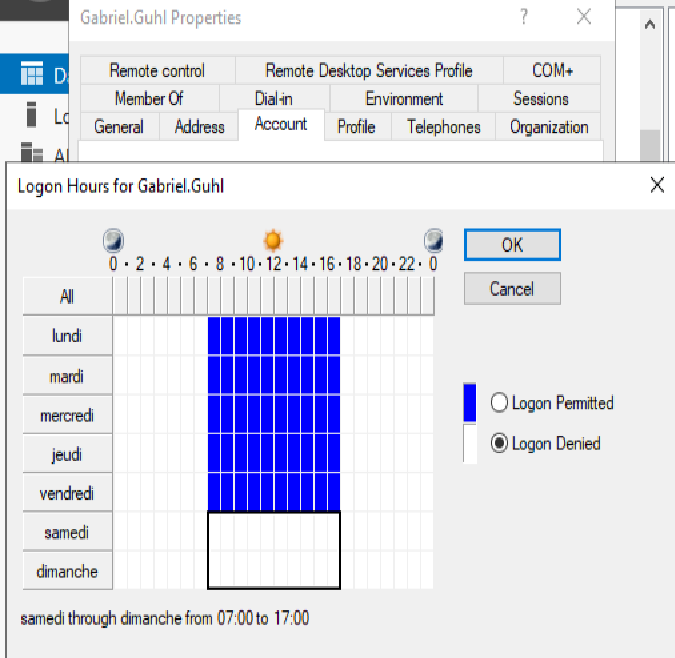 Gabriel.Guhl Properties ?
Remote control Remote Desktop Services Profile COM+
Member Of Dial-in Environment Sessions
General Address Account Profile Telephones Organization
Logon Hours for Gabriel.Guhl
0 · 2 · 4 · 6 · 8 · 10 · 12 · 14 · 16 · 18 · 20 · 22 · 0
OK
Cancel
All
lundi
mardi
mercredi
jeudi
vendredi
samedi
dimanche
Logon Permitted
Logon Denied
samedi through dimanche from 07:00 to 17:00